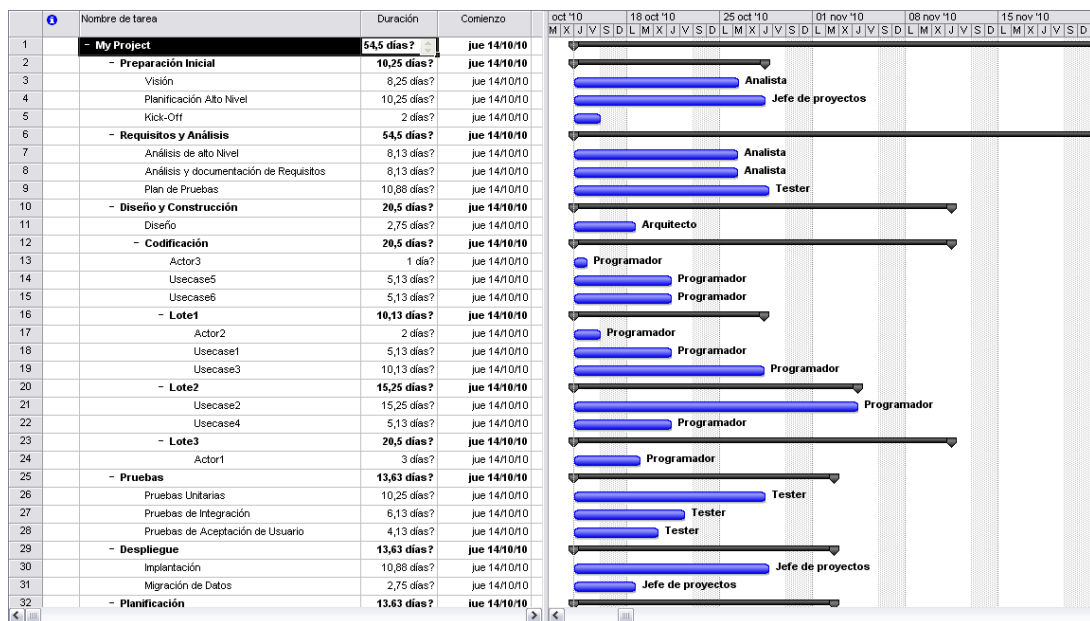 Nombre de tarea Duración Comienzo oct '10 18 oct '10 25 oct '10 01 nov '10 08 nov '10 15 nov '10
M X J V S D L M X J V S D L M X J V S D L M X J V S D L M X J V S D L M X J V S D
1 - My Project 54,5 días? jue 14/10/10
2 - Preparación Inicial 10,25 días? jue 14/10/10
3 Visión 8,25 días? jue 14/10/10 Analista
4 Planificación Alto Nivel 10,25 días? jue 14/10/10 Jefe de proyectos
5 Kick-Off 2 días? jue 14/10/10
6 - Requisitos y Análisis 54,5 días? jue 14/10/10
7 Análisis de alto Nivel 8,13 días? jue 14/10/10 Analista
8 Análisis y documentación de Requisitos 8,13 días? jue 14/10/10 Analista
9 Plan de Pruebas 10,88 días? jue 14/10/10 Tester
10 - Diseño y Construcción 20,5 días? jue 14/10/10
11 Diseño 2,75 días? jue 14/10/10 Arquitecto
12 - Codificación 20,5 días? jue 14/10/10
13 Actor3 1 día? jue 14/10/10 Programador
14 Usecase5 5,13 días? jue 14/10/10 Programador
15 Usecase6 5,13 días? jue 14/10/10 Programador
16 - Lote1 10,13 días? jue 14/10/10
17 Actor2 2 días? jue 14/10/10 Programador
18 Usecase1 5,13 días? jue 14/10/10 Programador
19 Usecase3 10,13 días? jue 14/10/10 Programador
20 - Lote2 15,25 días? jue 14/10/10
21 Usecase2 15,25 días? jue 14/10/10 Programador
22 Usecase4 5,13 días? jue 14/10/10 Programador
23 - Lote3 20,5 días? jue 14/10/10
24 Actor1 3 días? jue 14/10/10 Programador
25 - Pruebas 13,63 días? jue 14/10/10
26 Pruebas Unitarias 10,25 días? jue 14/10/10 Tester
27 Pruebas de Integración 6,13 días? jue 14/10/10 Tester
28 Pruebas de Aceptación de Usuario 4,13 días? jue 14/10/10 Tester
29 - Despliegue 13,63 días? jue 14/10/10
30 Implantación 10,88 días? jue 14/10/10 Jefe de proyectos
31 Migración de Datos 2,75 días? jue 14/10/10 Jefe de proyectos
32 - Planificación 13,63 días? jue 14/10/10